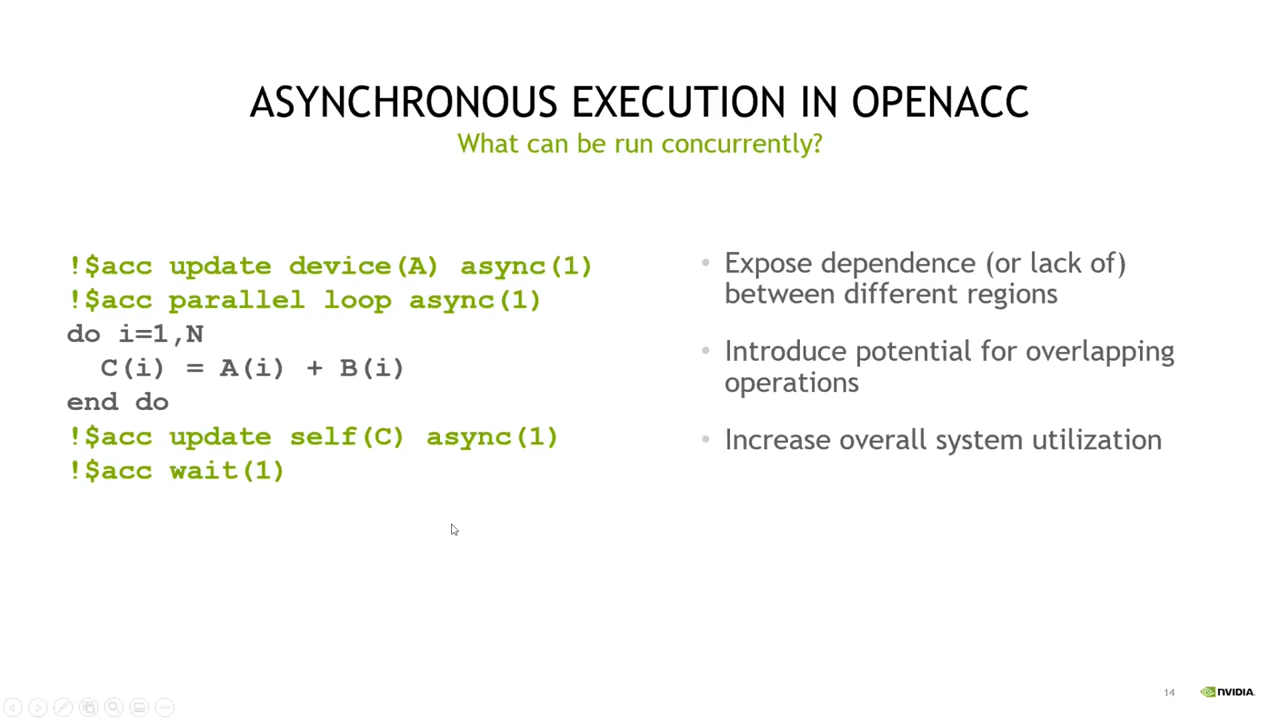 ASYNCHRONOUS EXECUTION IN OPENACC
What can be run concurrently?
!$acc update device(A) async(1)
!$acc parallel loop async(1)
do i=1,N
  C(i) = A(i) + B(i)
end do
!$acc update self(C) async(1)
!$acc wait(1)
• Expose dependence (or lack of)
between different regions
• Introduce potential for overlapping
operations
• Increase overall system utilization
14
NVIDIA.